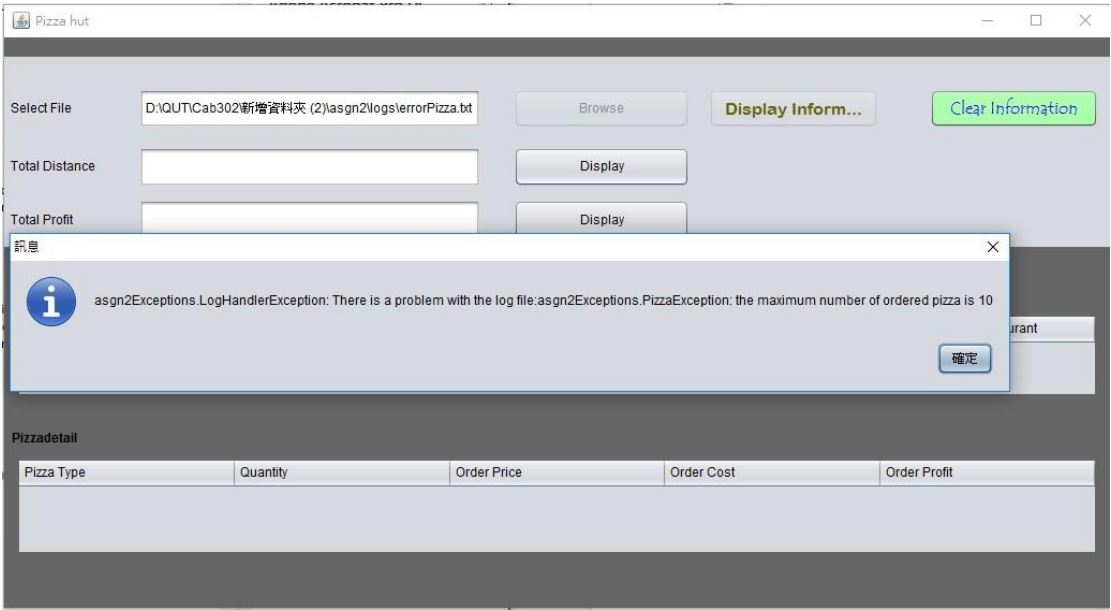 Pizza hut
Select File
D:\QUT\Cab302\新增資料夾 (2)\asgn2\logs\errorPizza.txt
Browse
Display Inform...
Clear Information
Total Distance
Display
Total Profit
Display
訊息
asgn2Exceptions.LogHandlerException: There is a problem with the log file:asgn2Exceptions.PizzaException: the maximum number of ordered pizza is 10
確定
Pizzadetail
Pizza Type
Quantity
Order Price
Order Cost
Order Profit